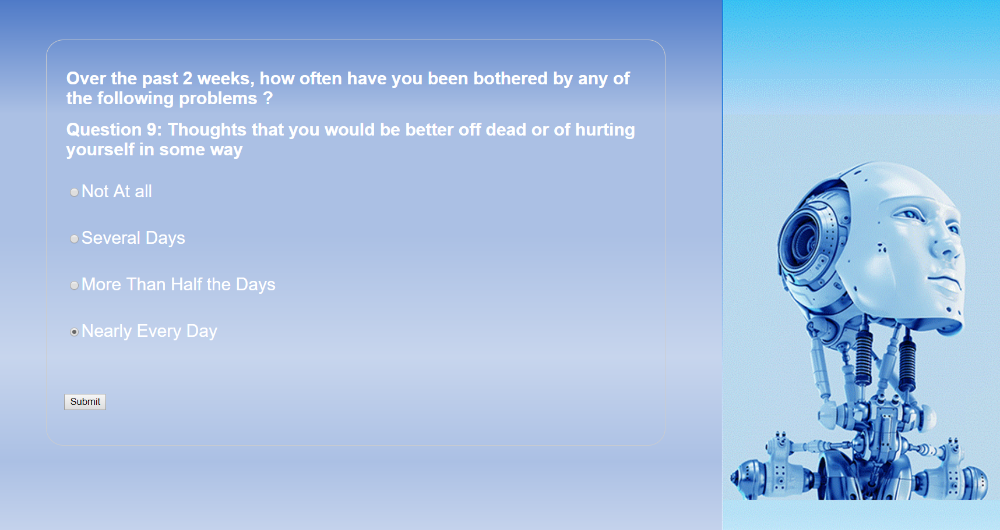 Over the past 2 weeks, how often have you been bothered by any of
the following problems ?
Question 9: Thoughts that you would be better off dead or of hurting
yourself in some way
Not At all
Several Days
More Than Half the Days
Nearly Every Day
Submit